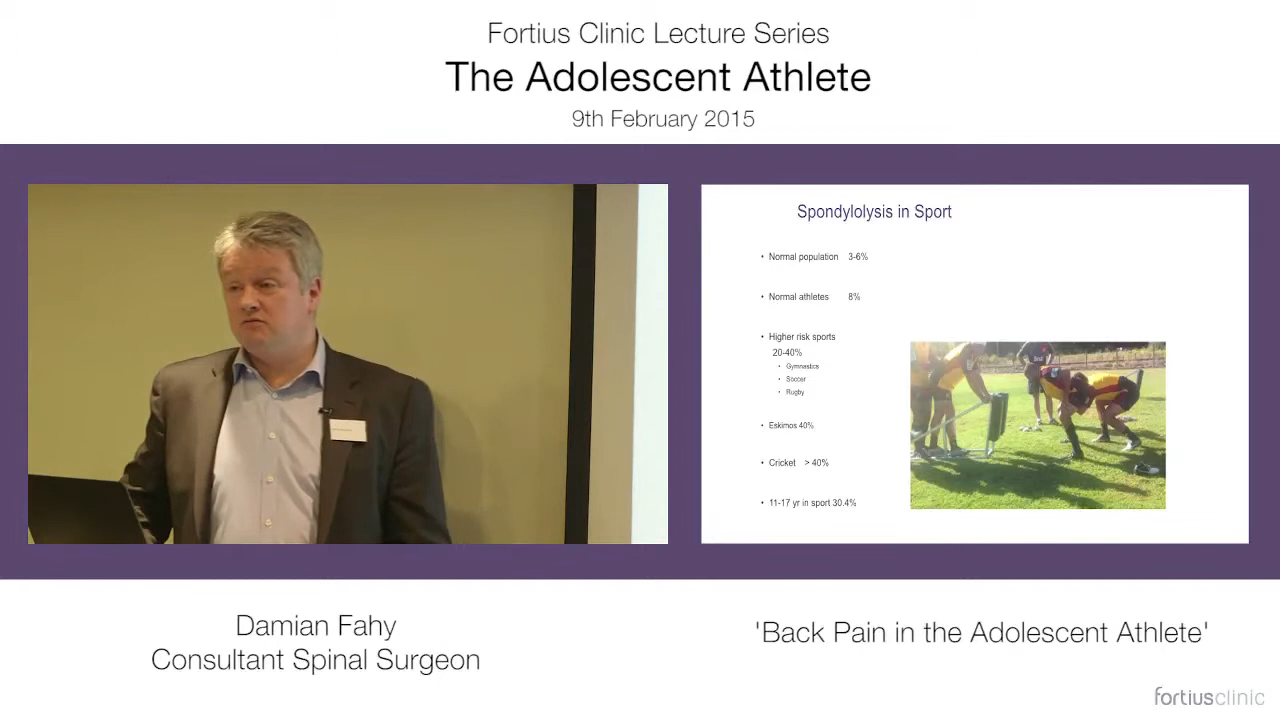 Fortius Clinic Lecture Series
The Adolescent Athlete
9th February 2015
Spondylolysis in Sport
• Normal population 3-6%
• Normal athletes 8%
• Higher risk sports
20-40%
• Gymnastics
• Soccer
• Rugby
• Eskimos 40%
• Cricket > 40%
• 11-17 yr in sport 30.4%
Damian Fahy
Consultant Spinal Surgeon
'Back Pain in the Adolescent Athlete'
fortiusclinic